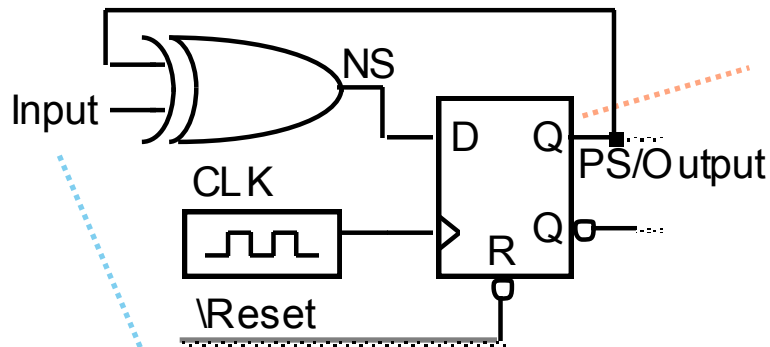 NS
Input
D
Q
PS/Output
CLK
Q
R
\Reset